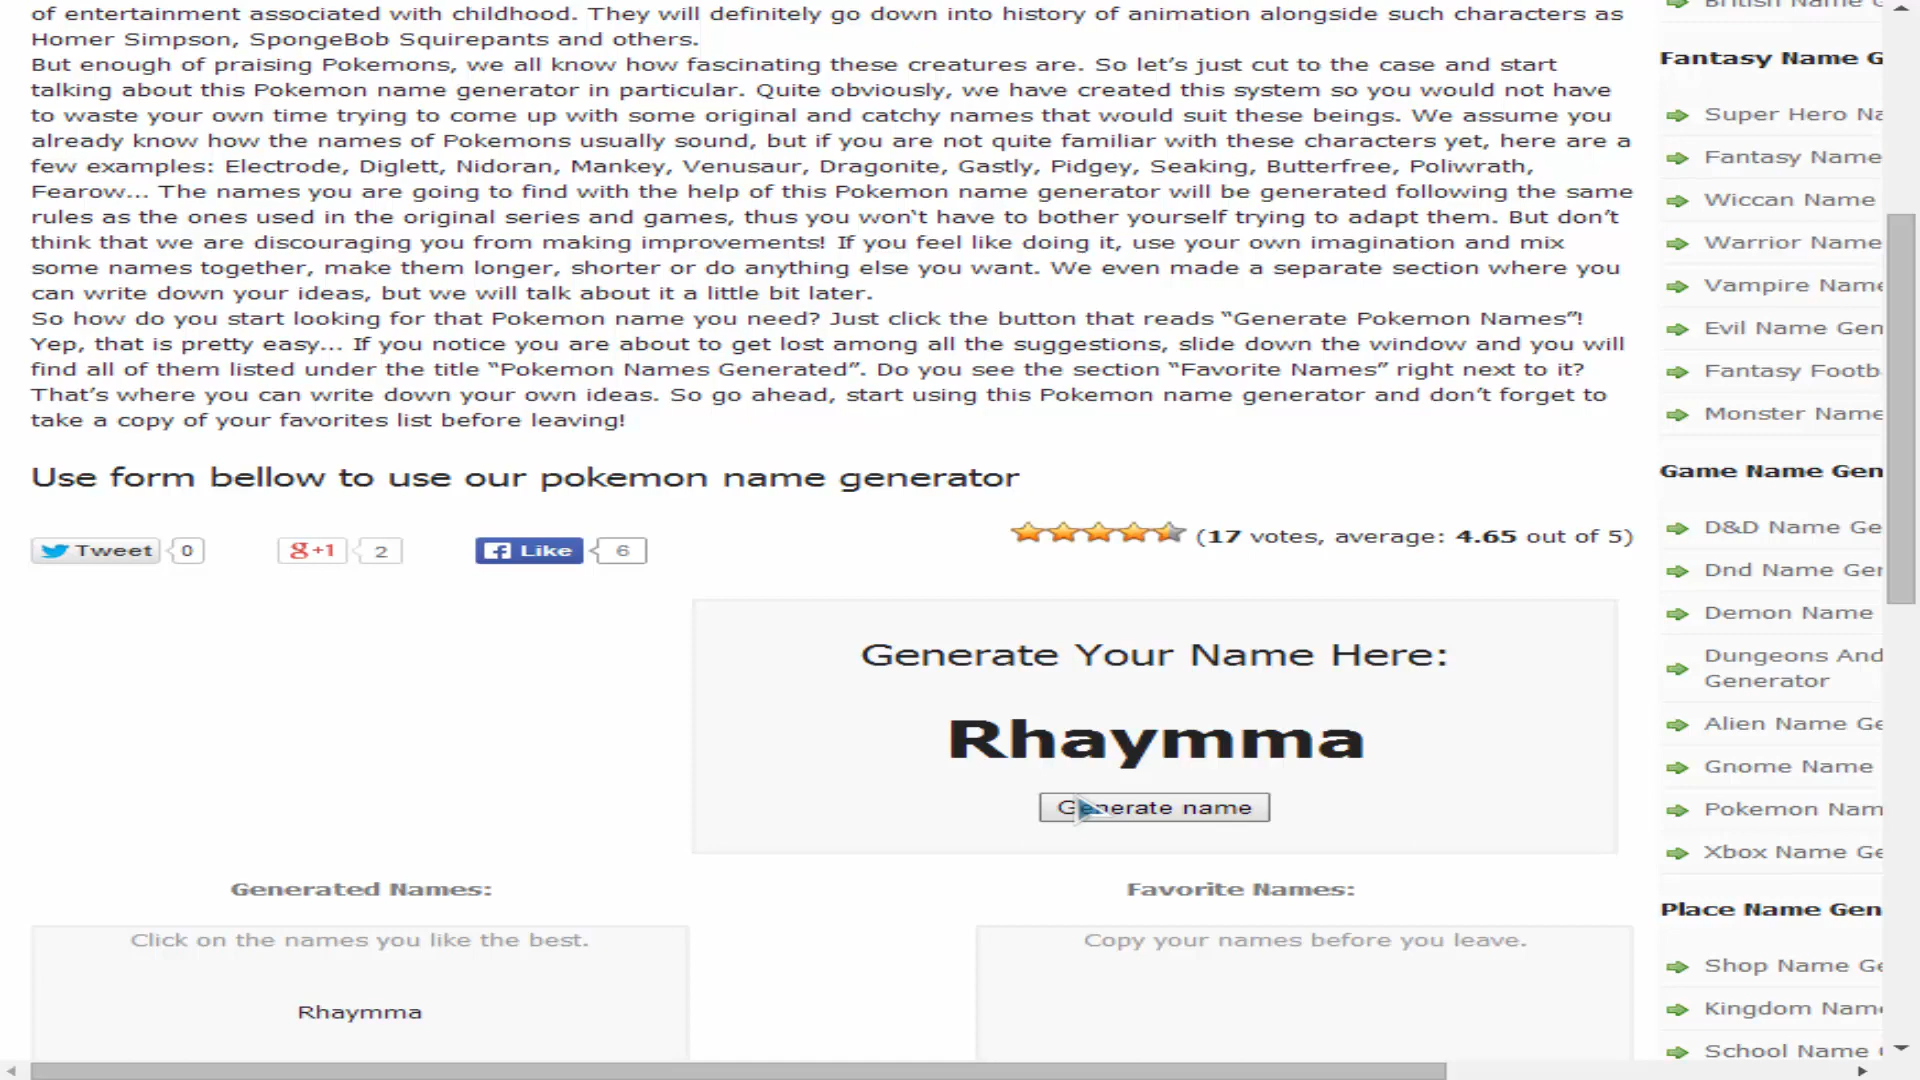 of entertainment associated with childhood. They will definitely go down into history of animation alongside such characters as
Homer Simpson, SpongeBob Squirepants and others.
But enough of praising Pokemons, we all know how fascinating these creatures are. So let’s just cut to the case and start
talking about this Pokemon name generator in particular. Quite obviously, we have created this system so you would not have
to waste your own time trying to come up with some original and catchy names that would suit these beings. We assume you
already know how the names of Pokemons usually sound, but if you are not quite familiar with these characters yet, here are a
few examples: Electrode, Diglett, Nidoran, Mankey, Venusaur, Dragonite, Gastly, Pidgey, Seaking, Butterfree, Poliwrath,
Fearow... The names you are going to find with the help of this Pokemon name generator will be generated following the same
rules as the ones used in the original series and games, thus you won‘t have to bother yourself trying to adapt them. But don’t
think that we are discouraging you from making improvements! If you feel like doing it, use your own imagination and mix
some names together, make them longer, shorter or do anything else you want. We even made a separate section where you
can write down your ideas, but we will talk about it a little bit later.
So how do you start looking for that Pokemon name you need? Just click the button that reads “Generate Pokemon Names”!
Yep, that is pretty easy... If you notice you are about to get lost among all the suggestions, slide down the window and you will
find all of them listed under the title “Pokemon Names Generated”. Do you see the section “Favorite Names” right next to it?
That’s where you can write down your own ideas. So go ahead, start using this Pokemon name generator and don’t forget to
take a copy of your favorites list before leaving!
Use form bellow to use our pokemon name generator
Tweet 0
g+1 2
Like 6
(17 votes, average: 4.65 out of 5)
Generate Your Name Here:
Rhaymma
Generate name
Generated Names:
Click on the names you like the best.
Rhaymma
Favorite Names:
Copy your names before you leave.
British Name G
Fantasy Name G
Super Hero Na
Fantasy Name
Wiccan Name
Warrior Name
Vampire Name
Evil Name Gen
Fantasy Footb
Monster Name
Game Name Gen
D&D Name Ge
Dnd Name Ger
Demon Name
Dungeons And
Generator
Alien Name Ge
Gnome Name
Pokemon Nam
Xbox Name Ge
Place Name Gen
Shop Name Ge
Kingdom Name
School Name